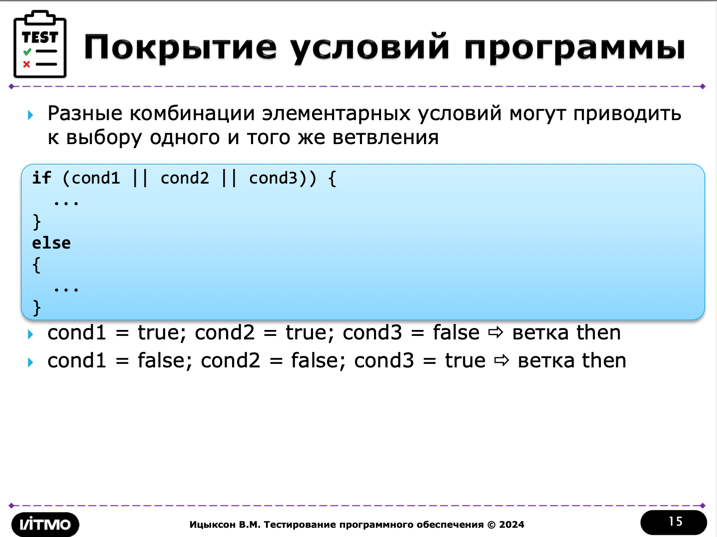 TEST
Покрытие условий программы
Разные комбинации элементарных условий могут приводить
к выбору одного и того же ветвления
if (cond1 || cond2 || cond3)) {
...
}
else
{
...
}
cond1 = true; cond2 = true; cond3 = false ⇨ ветка then
cond1 = false; cond2 = false; cond3 = true ⇨ ветка then
ИTMO
Ицыксон В.М. Тестирование программного обеспечения © 2024
15